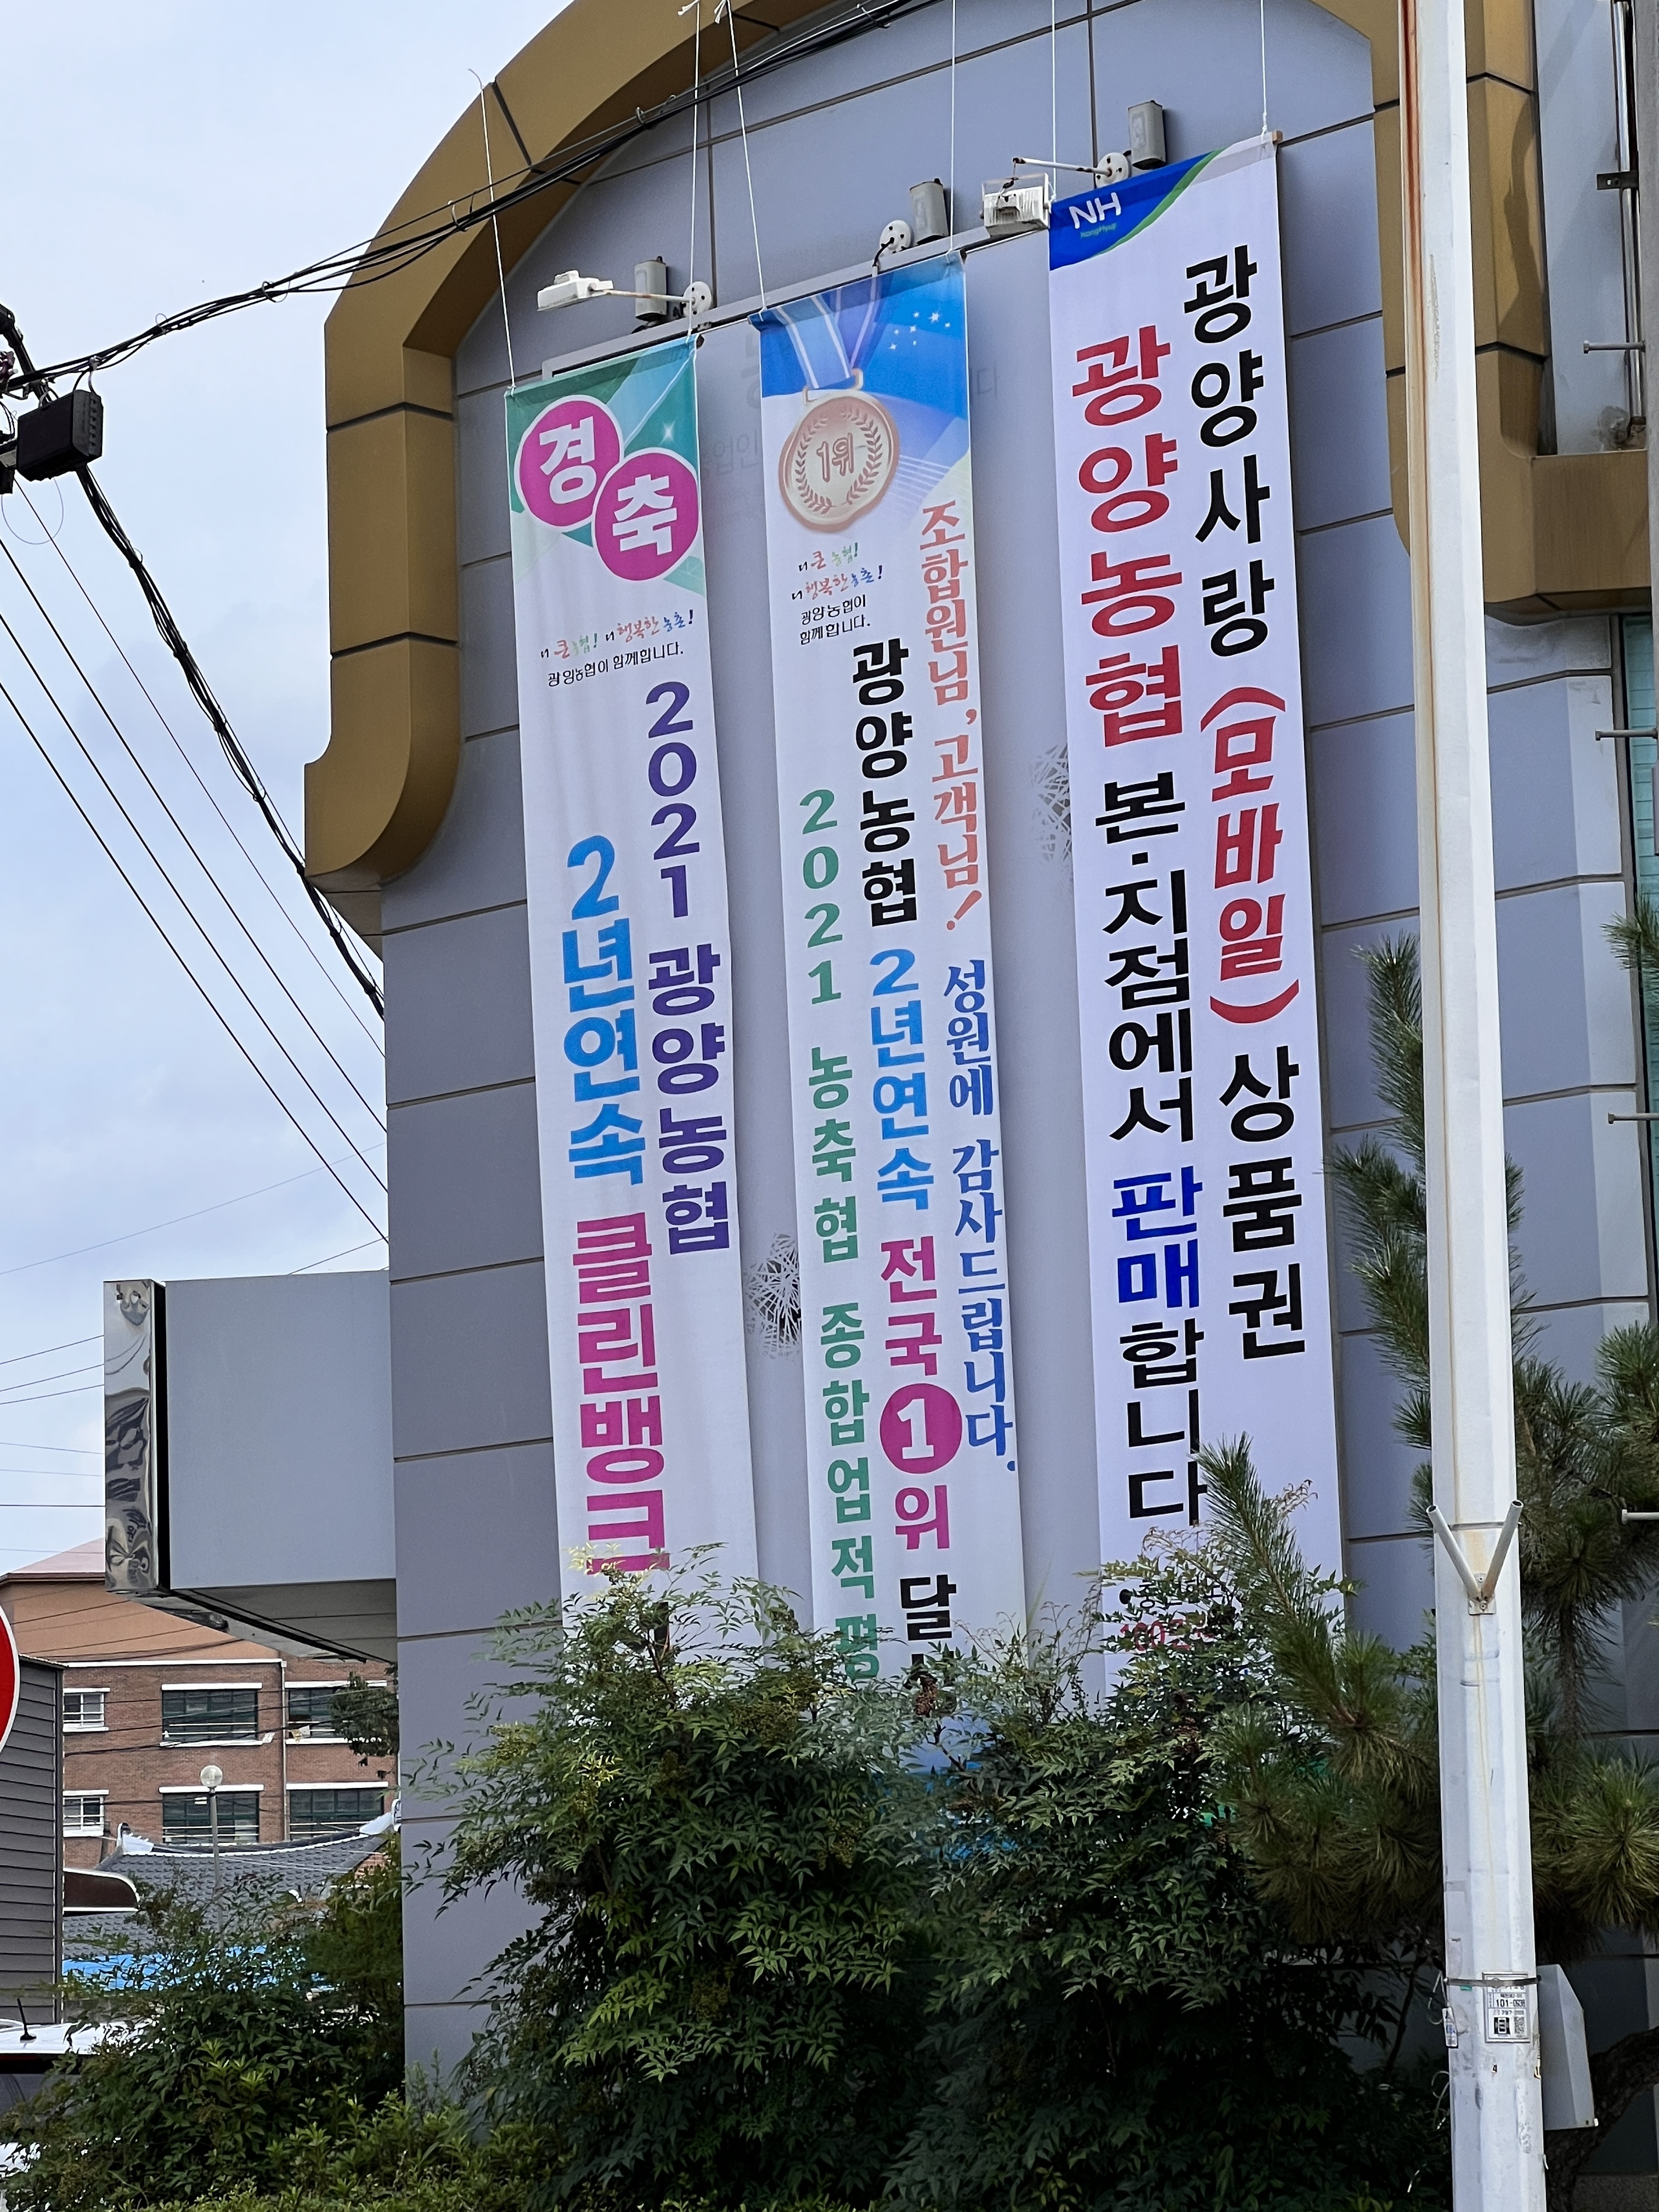 경축
더 큰 농협! 더 행복한 농촌!
광양농협이 함께합니다.
2021 광양농협
2년연속 클린뱅크
1위
더 큰 농협!
더 행복한 농촌!
광양농협이
함께합니다.
조합원님, 고객님! 성원에 감사드립니다.
광양농협 2년연속 전국 1위 달
2021 농축협 종합업적평
NH
NongHyup
광양사랑 (모바일) 상품권
광양농협 본·지점에서 판매합니다